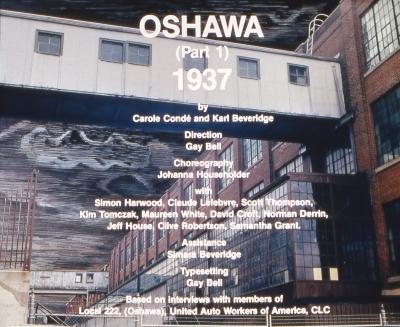 OSHAWA
(Part 1)
1937
by
Carole Condé and Karl Beveridge
Direction
Gay Bell
Choreography
Johanna Householder
with
Simon Harwood, Claude Lefebvre, Scott Thompson,
Kim Tomczak, Maureen White, David Croft, Norman Derrin,
Jeff House, Clive Robertson, Samantha Grant.
Assistance
Simara Beveridge
Typesetting
Gay Bell
Based on interviews with members of
Local 222, (Oshawa), United Auto Workers of America, CLC